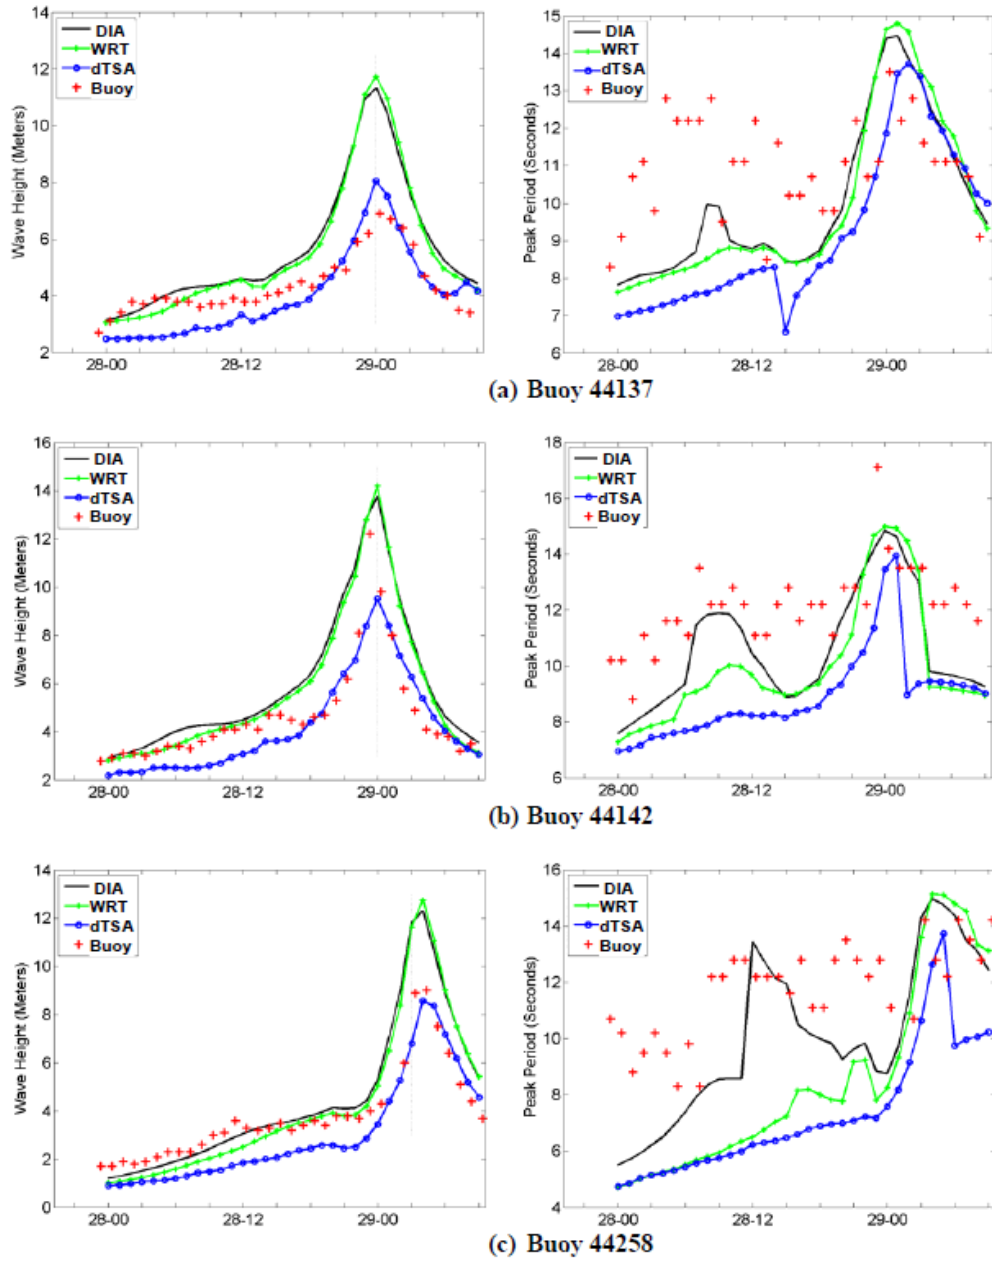 14
12
10
8
6
4
2
Wave Height (Meters)
DIA
WRT
dTSA
Buoy
28-00
28-12
29-00
15
14
13
12
11
10
9
8
7
6
Peak Period (Seconds)
DIA
WRT
dTSA
Buoy
28-00
28-12
29-00
(a) Buoy 44137
16
14
12
10
8
6
4
2
Wave Height (Meters)
DIA
WRT
dTSA
Buoy
28-00
28-12
29-00
18
16
14
12
10
8
6
Peak Period (Seconds)
DIA
WRT
dTSA
Buoy
28-00
28-12
29-00
(b) Buoy 44142
14
12
10
8
6
4
2
0
Wave Height (Meters)
DIA
WRT
dTSA
Buoy
28-00
28-12
29-00
16
14
12
10
8
6
4
Peak Period (Seconds)
DIA
WRT
dTSA
Buoy
28-00
28-12
29-00
(c) Buoy 44258